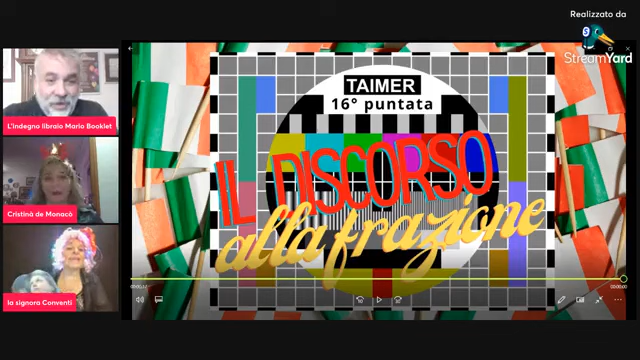 Realizzato da
StreamYard
TAIMER
16° puntata
IL DISCORSO
alla frazione
L'indegno libraio Mario Booklet
Cristinà de Monacò
la signora Conventi